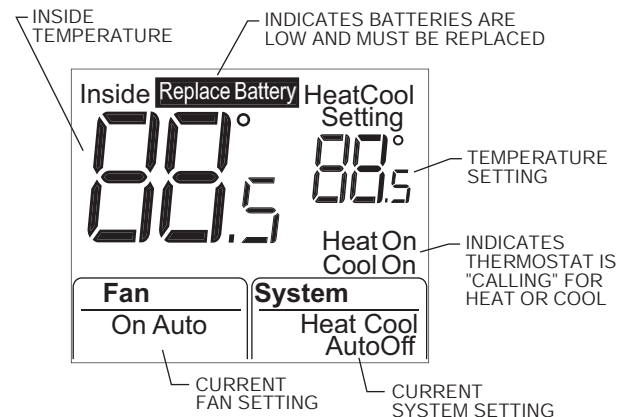 INSIDE
TEMPERATURE
INDICATES BATTERIES ARE
LOW AND MUST BE REPLACED
Inside Replace Battery HeatCool
Setting
88.5°
88.5°
TEMPERATURE
SETTING
Heat On
Cool On
INDICATES
THERMOSTAT IS
"CALLING" FOR
HEAT OR COOL
Fan
On Auto
System
Heat Cool
AutoOff
CURRENT
FAN SETTING
CURRENT
SYSTEM SETTING